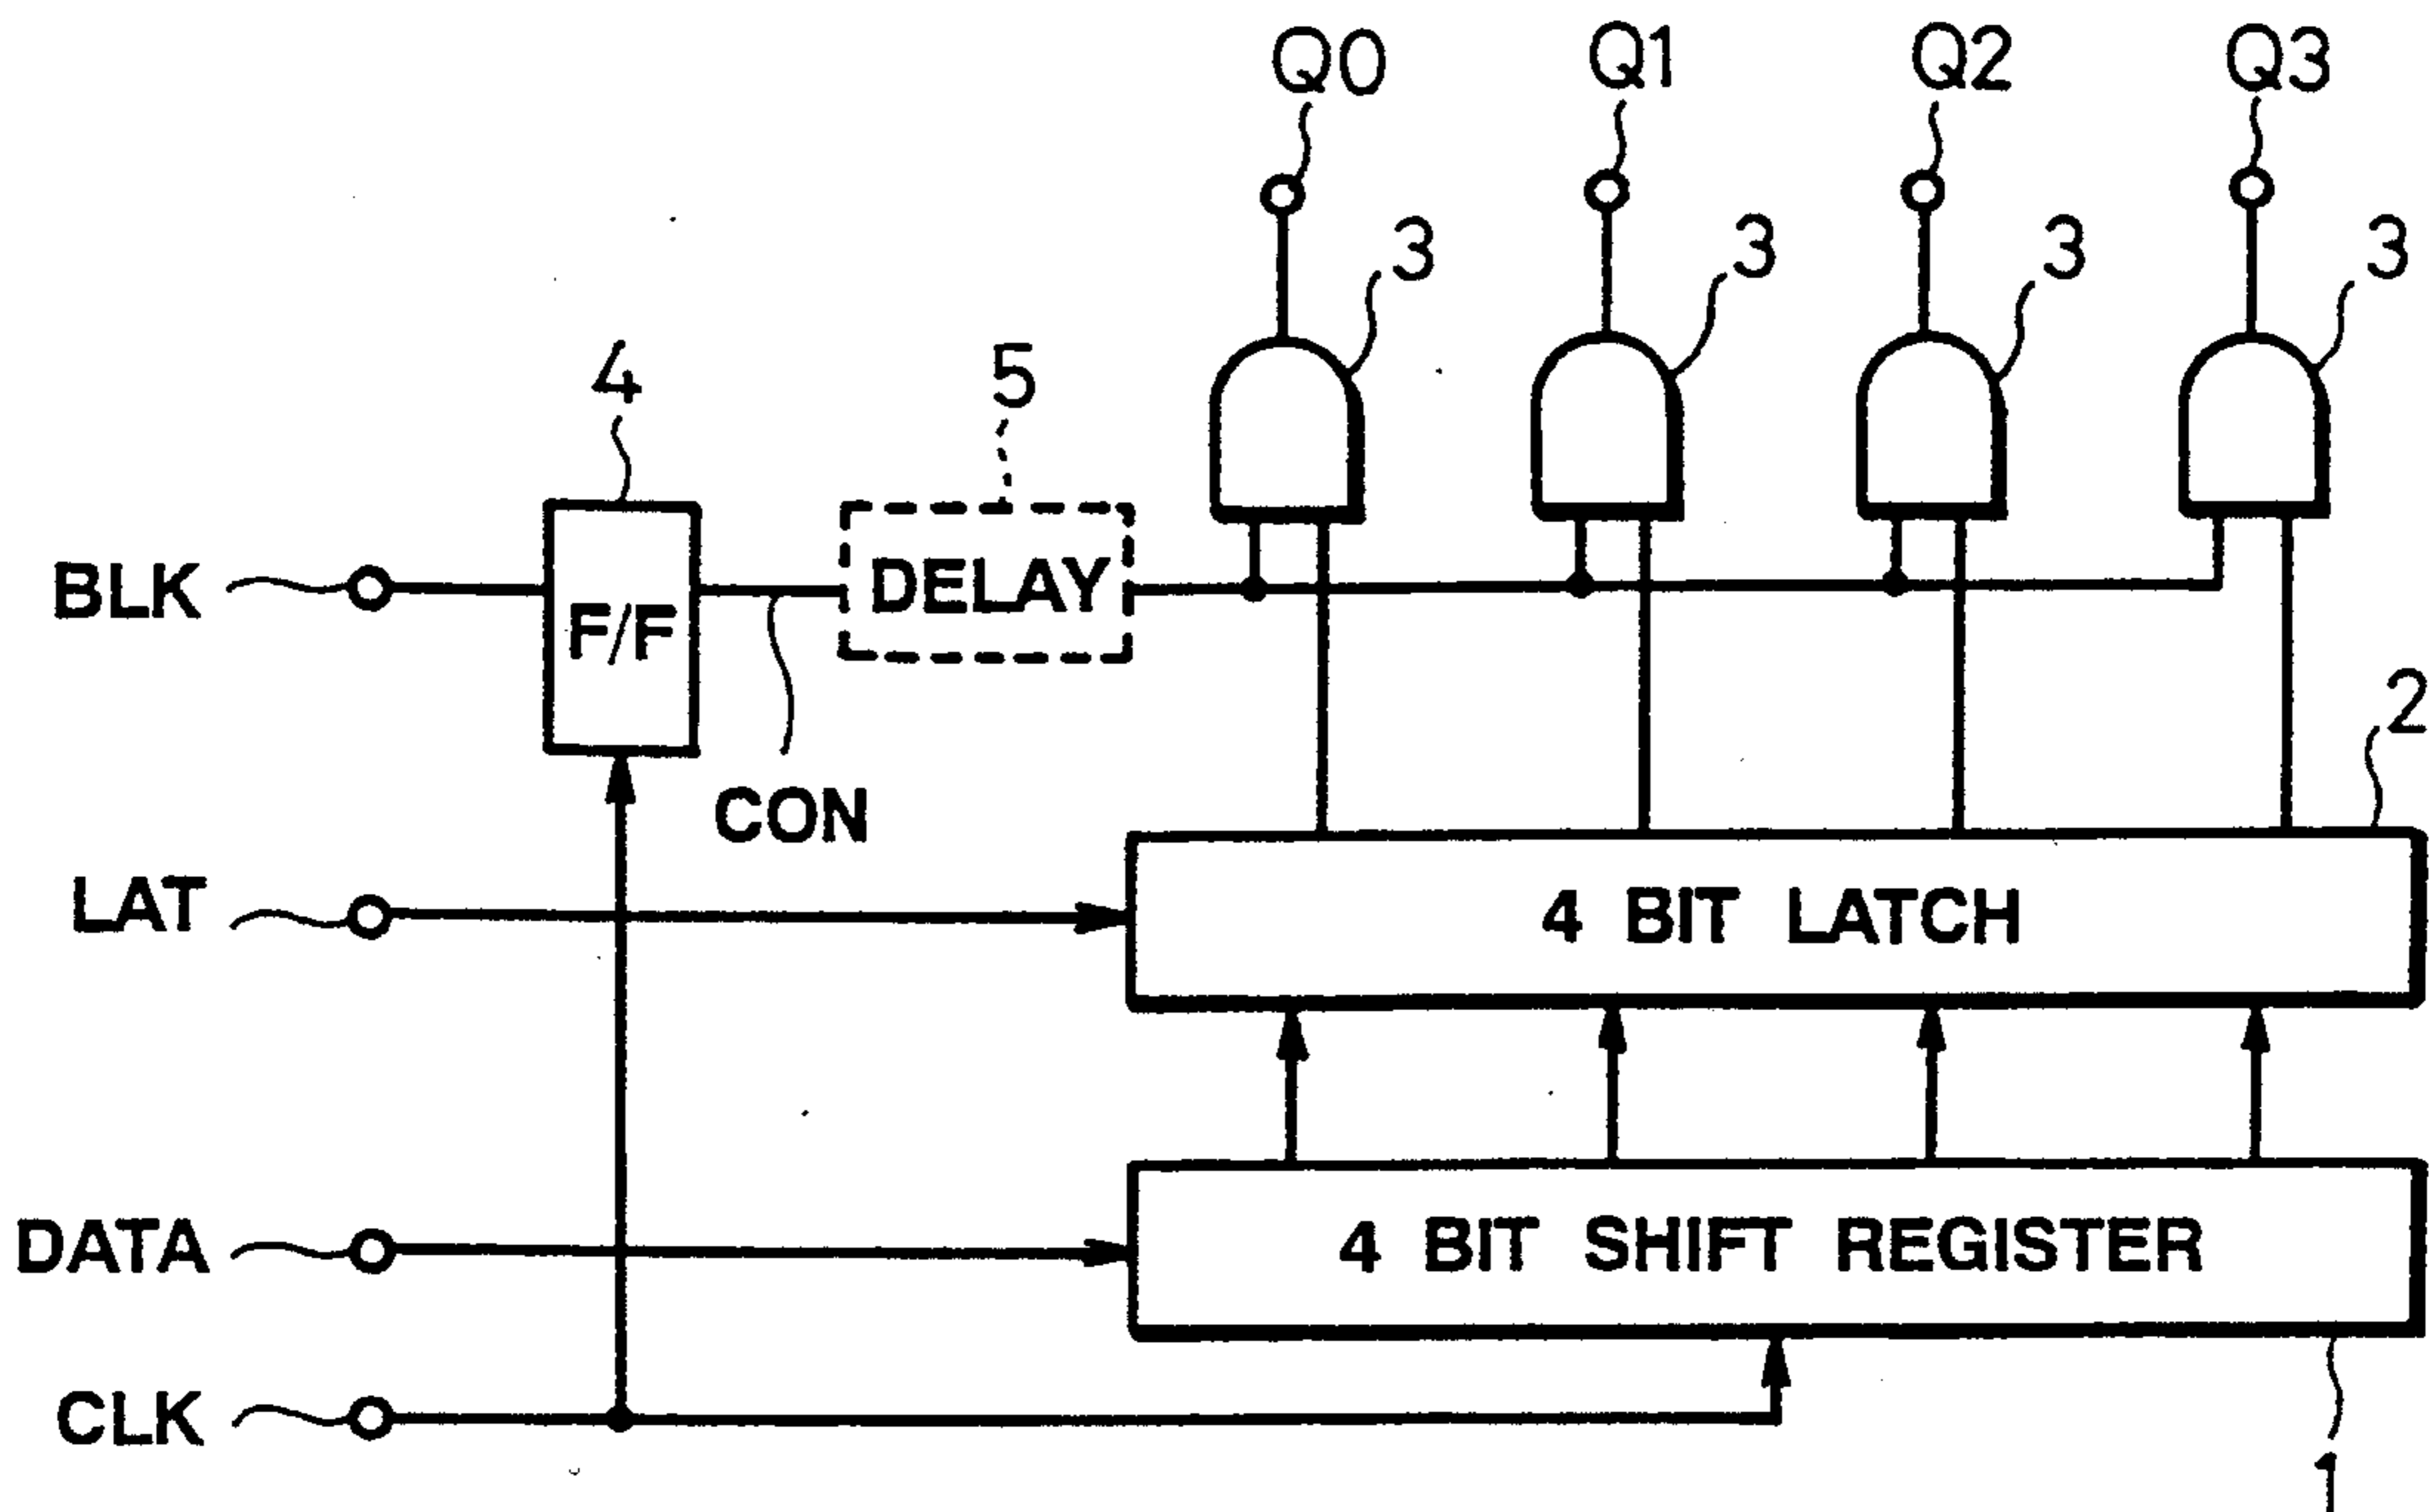 Q0 Q1 Q2 Q3
3 3 3 3
4 5
BLK F/F DELAY
2
CON
LAT 4 BIT LATCH
DATA 4 BIT SHIFT REGISTER
CLK
1